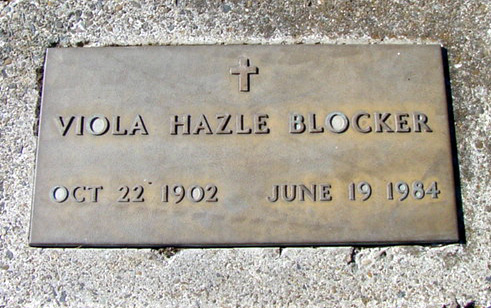 VIOLA HAZLE BLOCKER
OCT 22 1902 JUNE 19 1984